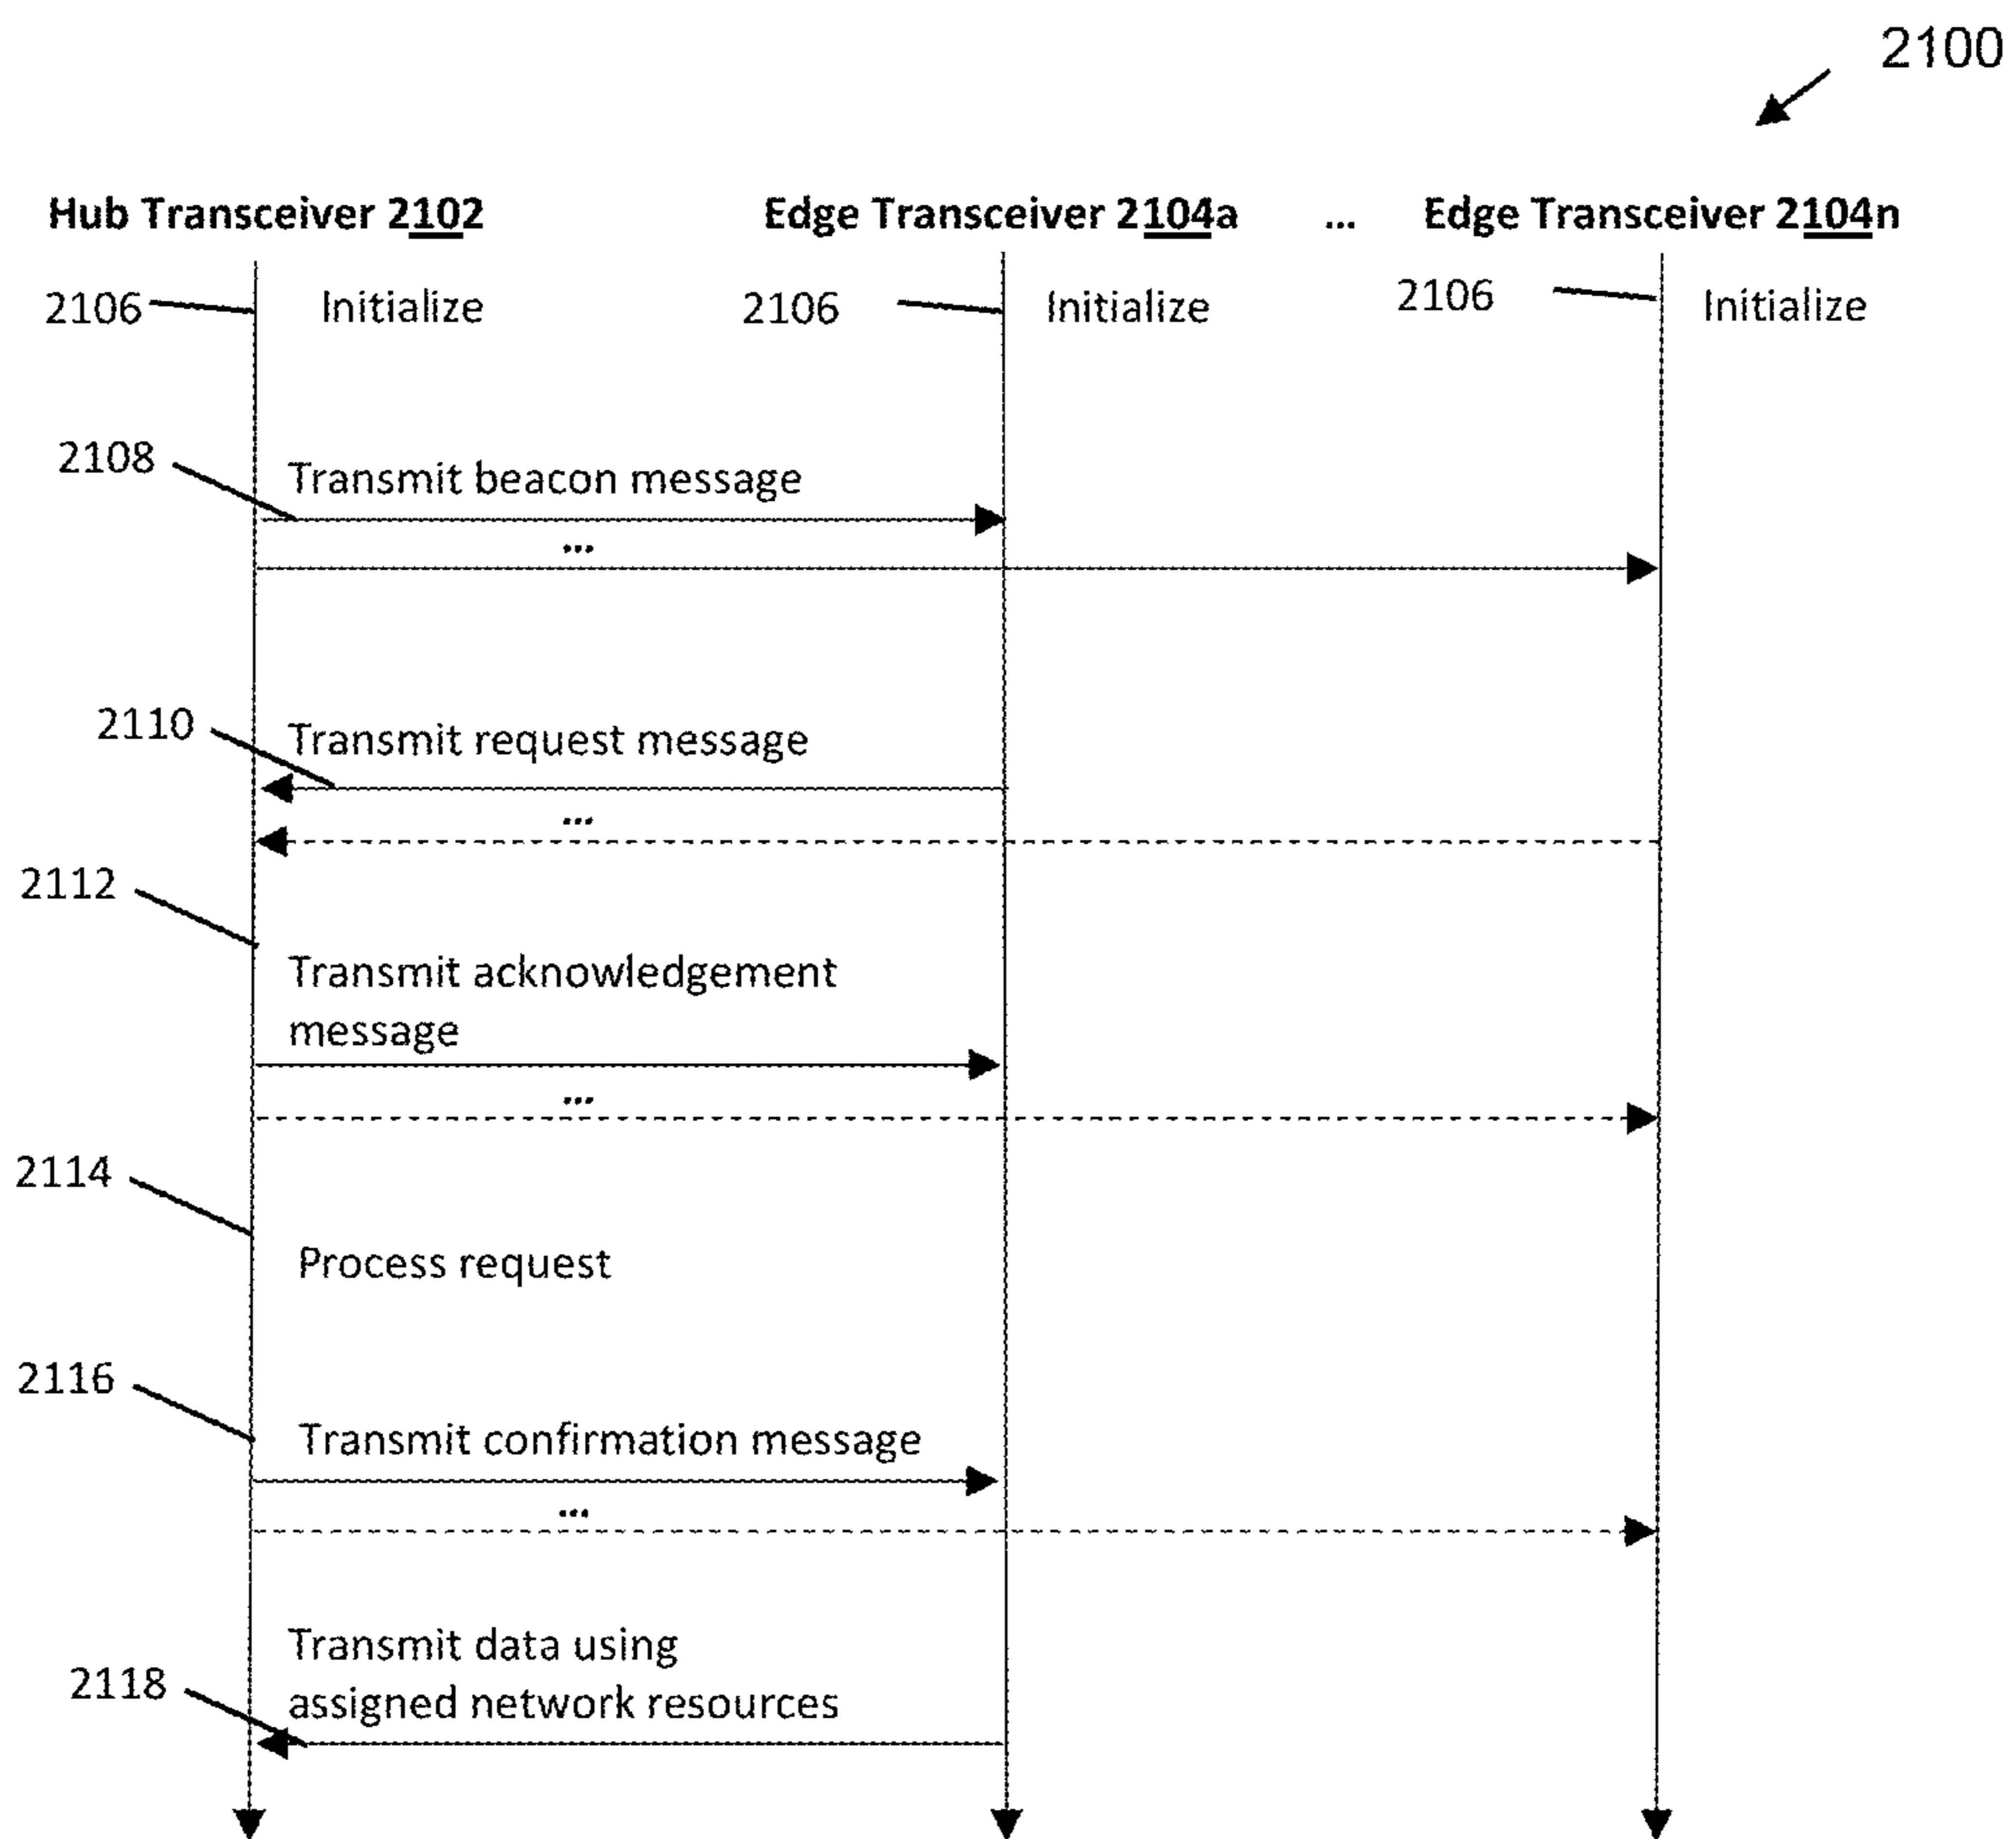 2100
Hub Transceiver 2102 Edge Transceiver 2104a ... Edge Transceiver 2104n
2106 Initialize 2106 Initialize 2106 Initialize
2108
Transmit beacon message
...
2110
Transmit request message
...
2112
Transmit acknowledgement
message
...
2114
Process request
2116
Transmit confirmation message
...
Transmit data using
2118
assigned network resources